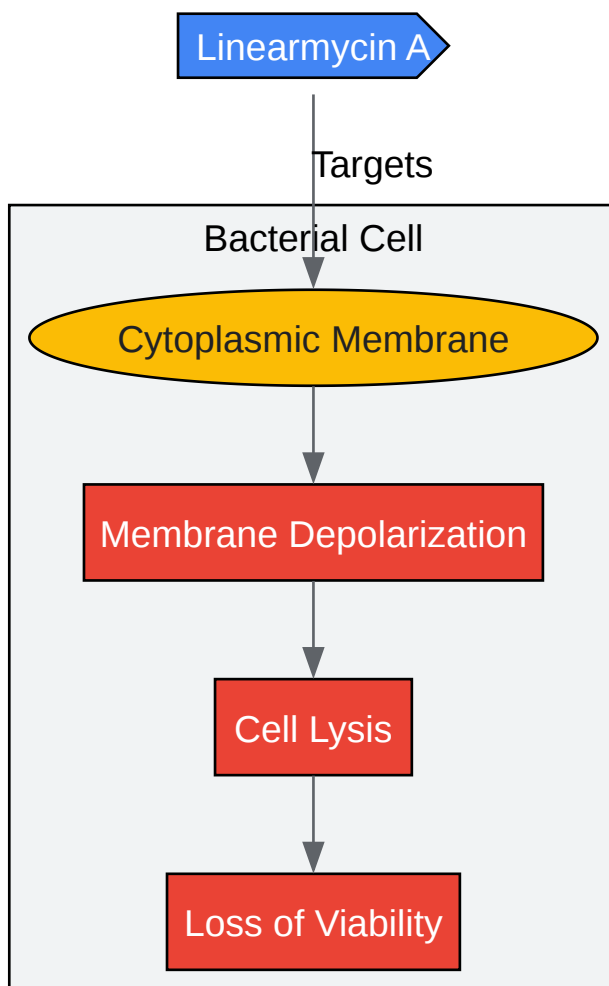 Linearmycin A
Targets
Bacterial Cell
Cytoplasmic Membrane
Membrane Depolarization
Cell Lysis
Loss of Viability